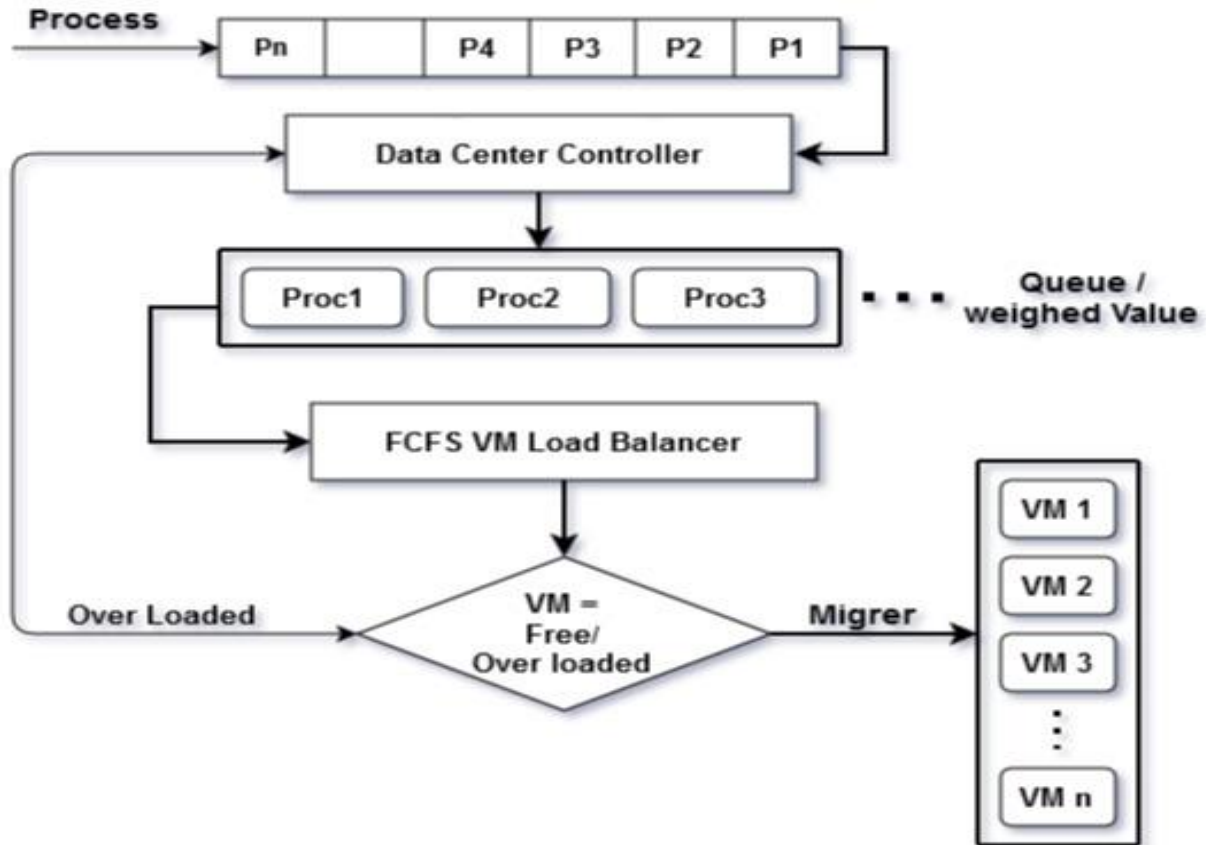 Process
Pn P4 P3 P2 P1
Data Center Controller
Proc1 Proc2 Proc3
Queue /
weighed Value
FCFS VM Load Balancer
VM =
Free/
Over loaded
Over Loaded
Migrer
VM 1
VM 2
VM 3
VM n